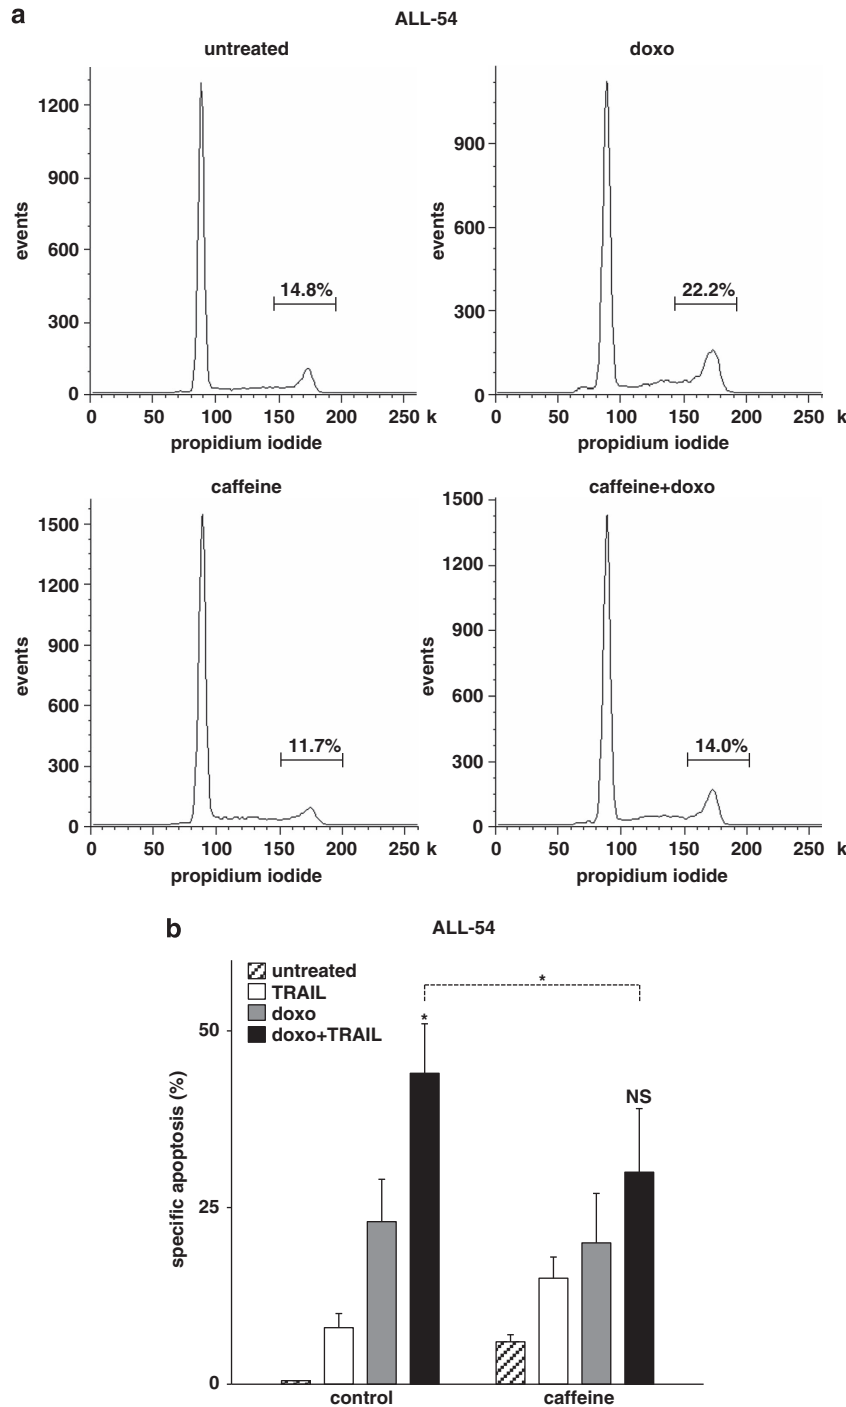 a
ALL-54
untreated
1200
900
600
300
0
events
14.8%
0 50 100 150 200 250 k
propidium iodide
doxo
900
600
300
0
events
22.2%
0 50 100 150 200 250 k
propidium iodide
caffeine
1500
1200
900
600
300
0
events
11.7%
0 50 100 150 200 250 k
propidium iodide
caffeine+doxo
1500
1200
900
600
300
0
events
14.0%
0 50 100 150 200 250 k
propidium iodide
b
ALL-54
untreated
TRAIL
doxo
doxo+TRAIL
*
*
NS
50
25
0
specific apoptosis (%)
control caffeine